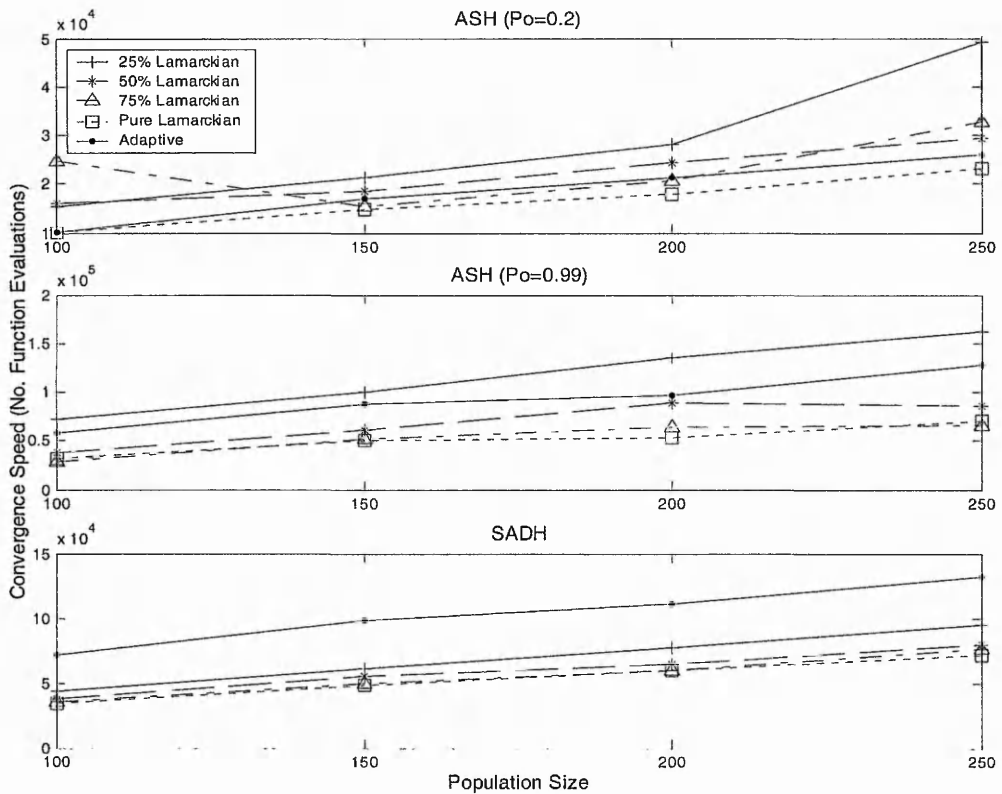 ASH (Po=0.2)
x 10^4
5
4
3
2
1
25% Lamarckian
50% Lamarckian
75% Lamarckian
Pure Lamarckian
Adaptive
100
150
200
250
Convergence Speed (No. Function Evaluations)
ASH (Po=0.99)
x 10^5
2
1.5
1
0.5
0
100
150
200
250
SADH
x 10^4
15
10
5
0
100
150
200
250
Population Size